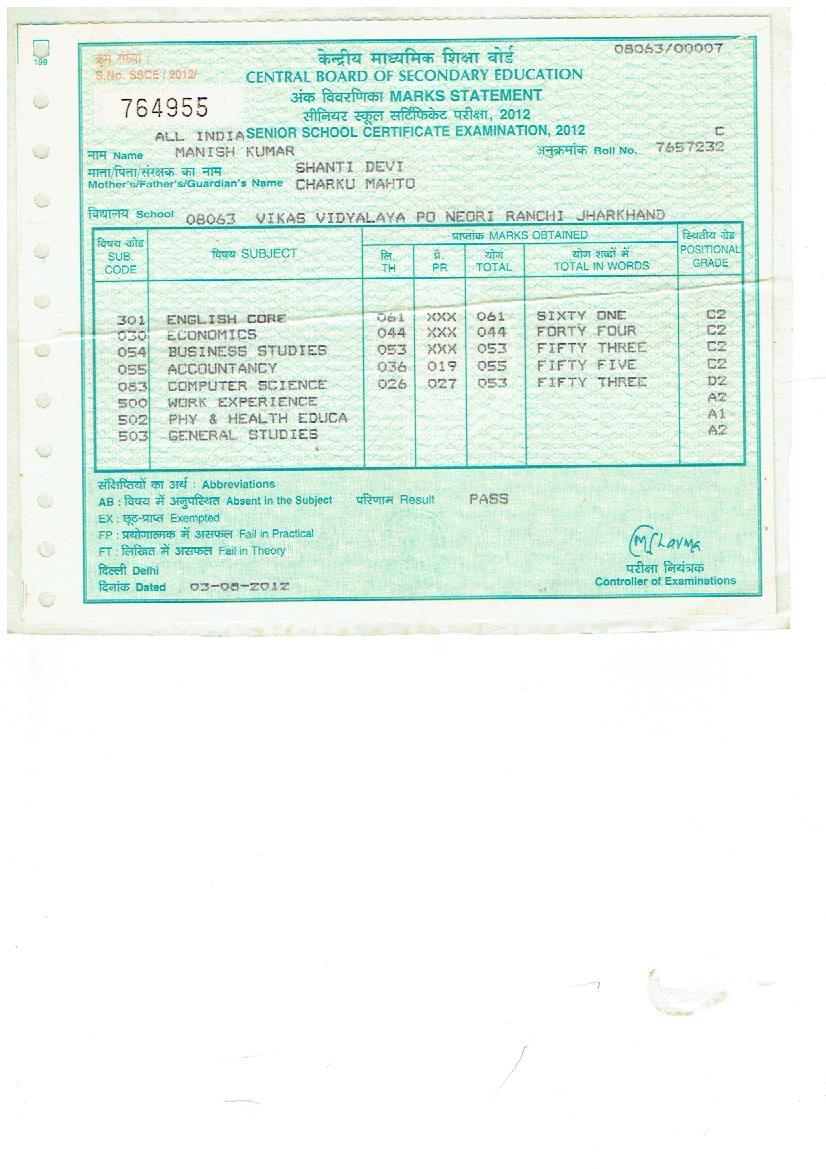 199
क्रम संख्या
S.No. SSCE / 2012/
764955
08063/00007
केन्द्रीय माध्यमिक शिक्षा बोर्ड
CENTRAL BOARD OF SECONDARY EDUCATION
अंक विवरणिका MARKS STATEMENT
सीनियर स्कूल सर्टिफिकेट परीक्षा, 2012
ALL INDIA SENIOR SCHOOL CERTIFICATE EXAMINATION, 2012 C
नाम Name MANISH KUMAR अनुक्रमांक Roll No. 7657232
माता/पिता/संरक्षक का नाम SHANTI DEVI
Mother's/Father's/Guardian's Name CHARKU MAHTO
विद्यालय School 08063 VIKAS VIDYALAYA PO NEORI RANCHI JHARKHAND
विषय कोड SUB. CODE विषय SUBJECT प्राप्तांक MARKS OBTAINED स्थितीय ग्रेड POSITIONAL GRADE
लि. TH प्रै. PR योग TOTAL योग शब्दों में TOTAL IN WORDS
301 ENGLISH CORE 061 XXX 061 SIXTY ONE C2
030 ECONOMICS 044 XXX 044 FORTY FOUR C2
054 BUSINESS STUDIES 053 XXX 053 FIFTY THREE C2
055 ACCOUNTANCY 036 019 055 FIFTY FIVE C2
083 COMPUTER SCIENCE 026 027 053 FIFTY THREE D2
500 WORK EXPERIENCE A2
502 PHY & HEALTH EDUCA A1
503 GENERAL STUDIES A2
संक्षिप्तियों का अर्थ : Abbreviations
AB : विषय में अनुपस्थित Absent in the Subject परिणाम Result PASS
EX : छूट-प्राप्त Exempted
FP : प्रयोगात्मक में असफल Fail in Practical
FT : लिखित में असफल Fail in Theory
दिल्ली Delhi
दिनांक Dated 03-08-2012
परीक्षा नियंत्रक
Controller of Examinations